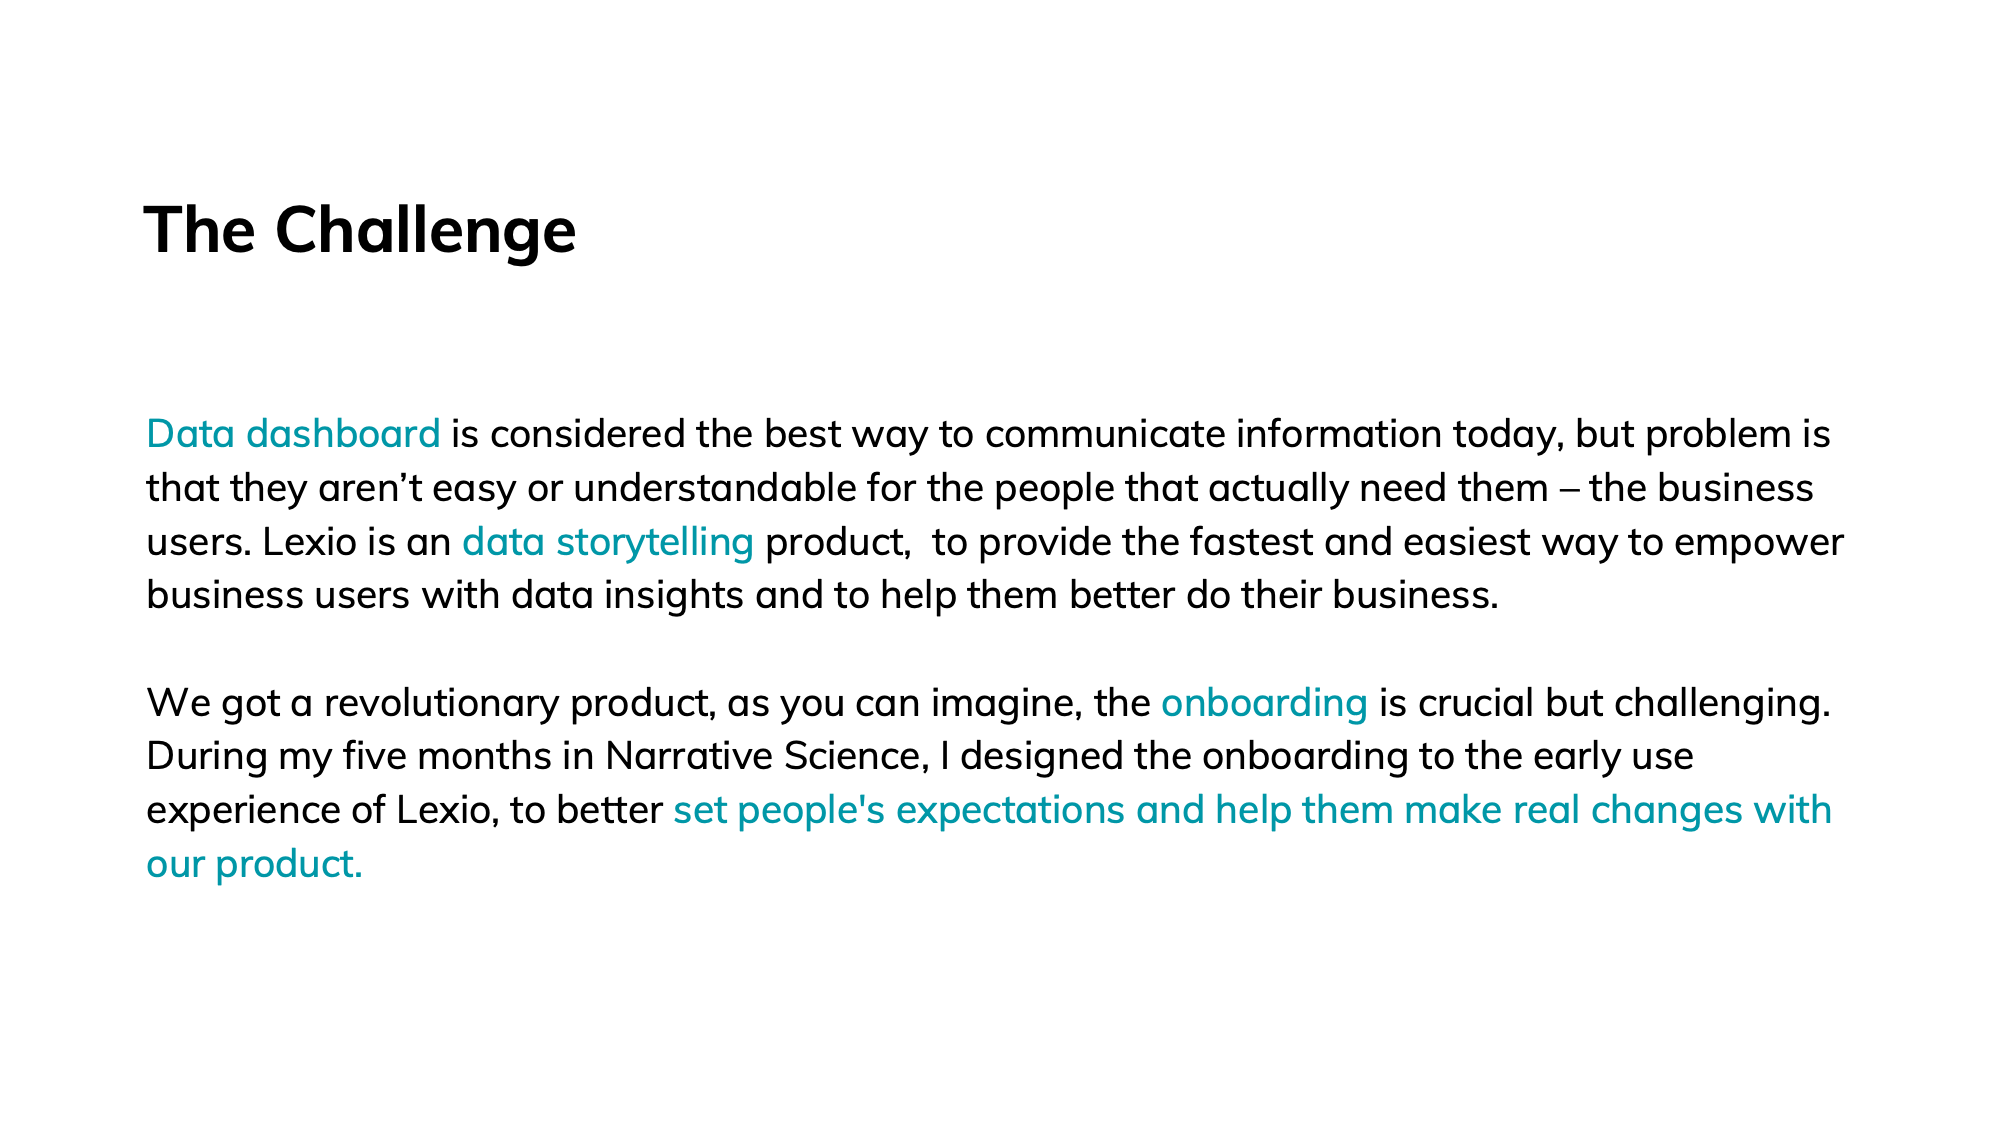 The Challenge
Data dashboard is considered the best way to communicate information today, but problem is
that they aren’t easy or understandable for the people that actually need them – the business
users. Lexio is an data storytelling product,  to provide the fastest and easiest way to empower
business users with data insights and to help them better do their business.
We got a revolutionary product, as you can imagine, the onboarding is crucial but challenging.
During my five months in Narrative Science, I designed the onboarding to the early use
experience of Lexio, to better set people's expectations and help them make real changes with
our product.